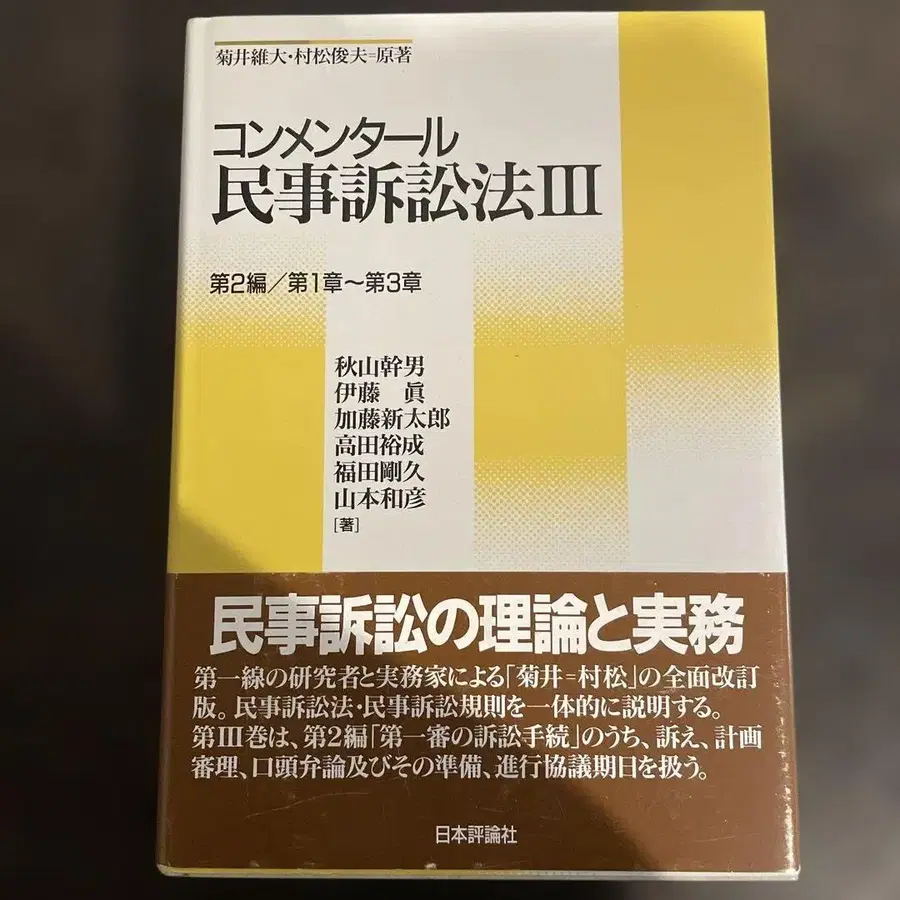 菊井維大・村松俊夫=原著
コンメンタール
民事訴訟法III
第2編/第1章~第3章
秋山幹男
伊藤 眞
加藤新太郎
高田裕成
福田剛久
山本和彦
[著]
民事訴訟の理論と実務
第一線の研究者と実務家による「菊井=村松」の全面改訂
版。民事訴訟法・民事訴訟規則を一体的に説明する。
第III巻は、第2編「第一審の訴訟手続」のうち、訴え、計画
審理、口頭弁論及びその準備、進行協議期日を扱う。
日本評論社